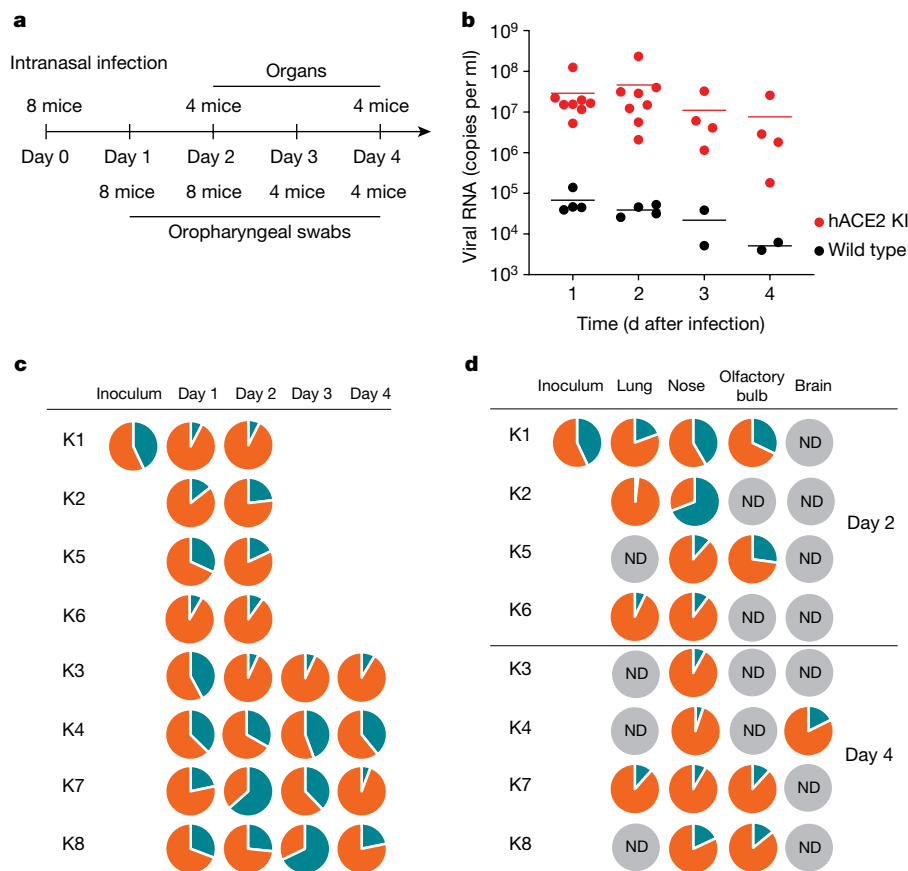 a
Intranasal infection
Organs
8 mice 4 mice 4 mice
Day 0 Day 1 Day 2 Day 3 Day 4
8 mice 8 mice 4 mice 4 mice
Oropharyngeal swabs
b
Viral RNA (copies per ml)
10⁹
10⁸
10⁷
10⁶
10⁵
10⁴
10³
1 2 3 4
Time (d after infection)
hACE2 KI
Wild type
c
Inoculum Day 1 Day 2 Day 3 Day 4
K1
K2
K5
K6
K3
K4
K7
K8
d
Inoculum Lung Nose Olfactory bulb Brain
K1 ND
K2 ND ND
Day 2
K5 ND ND
K6 ND ND
K3 ND ND ND
K4 ND ND
Day 4
K7 ND
K8 ND ND